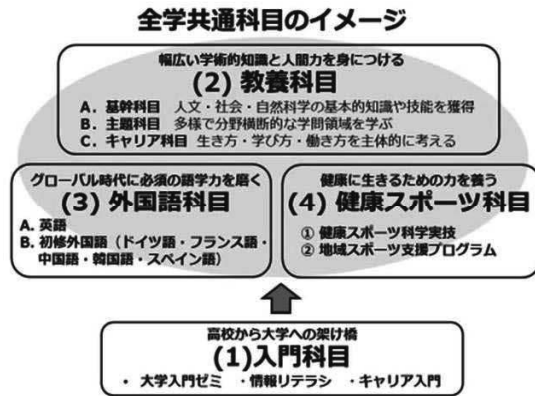 全学共通科目のイメージ
幅広い学術的知識と人間力を身につける
(2) 教養科目
A．基幹科目　人文・社会・自然科学の基本的知識や技能を獲得
B．主題科目　多様で分野横断的な学問領域を学ぶ
C．キャリア科目　生き方・学び方・働き方を主体的に考える
グローバル時代に必須の語学力を磨く
(3) 外国語科目
A. 英語
B. 初修外国語（ドイツ語・フランス語・
中国語・韓国語・スペイン語）
健康に生きるための力を養う
(4) 健康スポーツ科目
① 健康スポーツ科学実技
② 地域スポーツ支援プログラム
高校から大学への架け橋
(1)入門科目
・ 大学入門ゼミ　・情報リテラシ　・キャリア入門